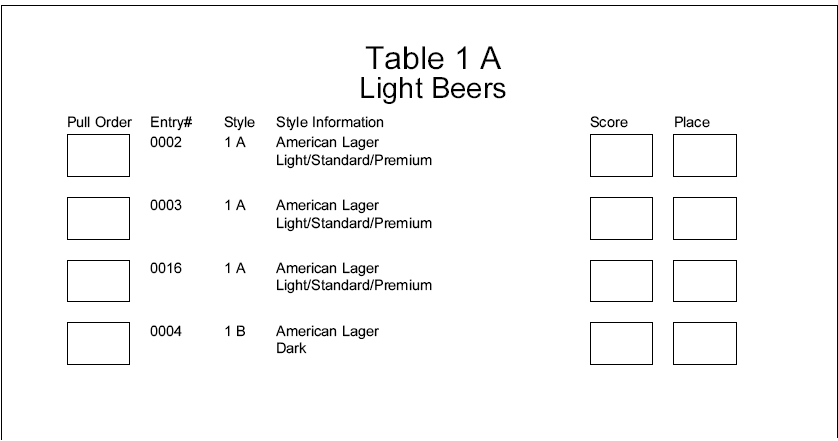 Table 1 A
Light Beers
Pull Order Entry# Style Style Information Score Place
0002 1 A American Lager
Light/Standard/Premium
0003 1 A American Lager
Light/Standard/Premium
0016 1 A American Lager
Light/Standard/Premium
0004 1 B American Lager
Dark